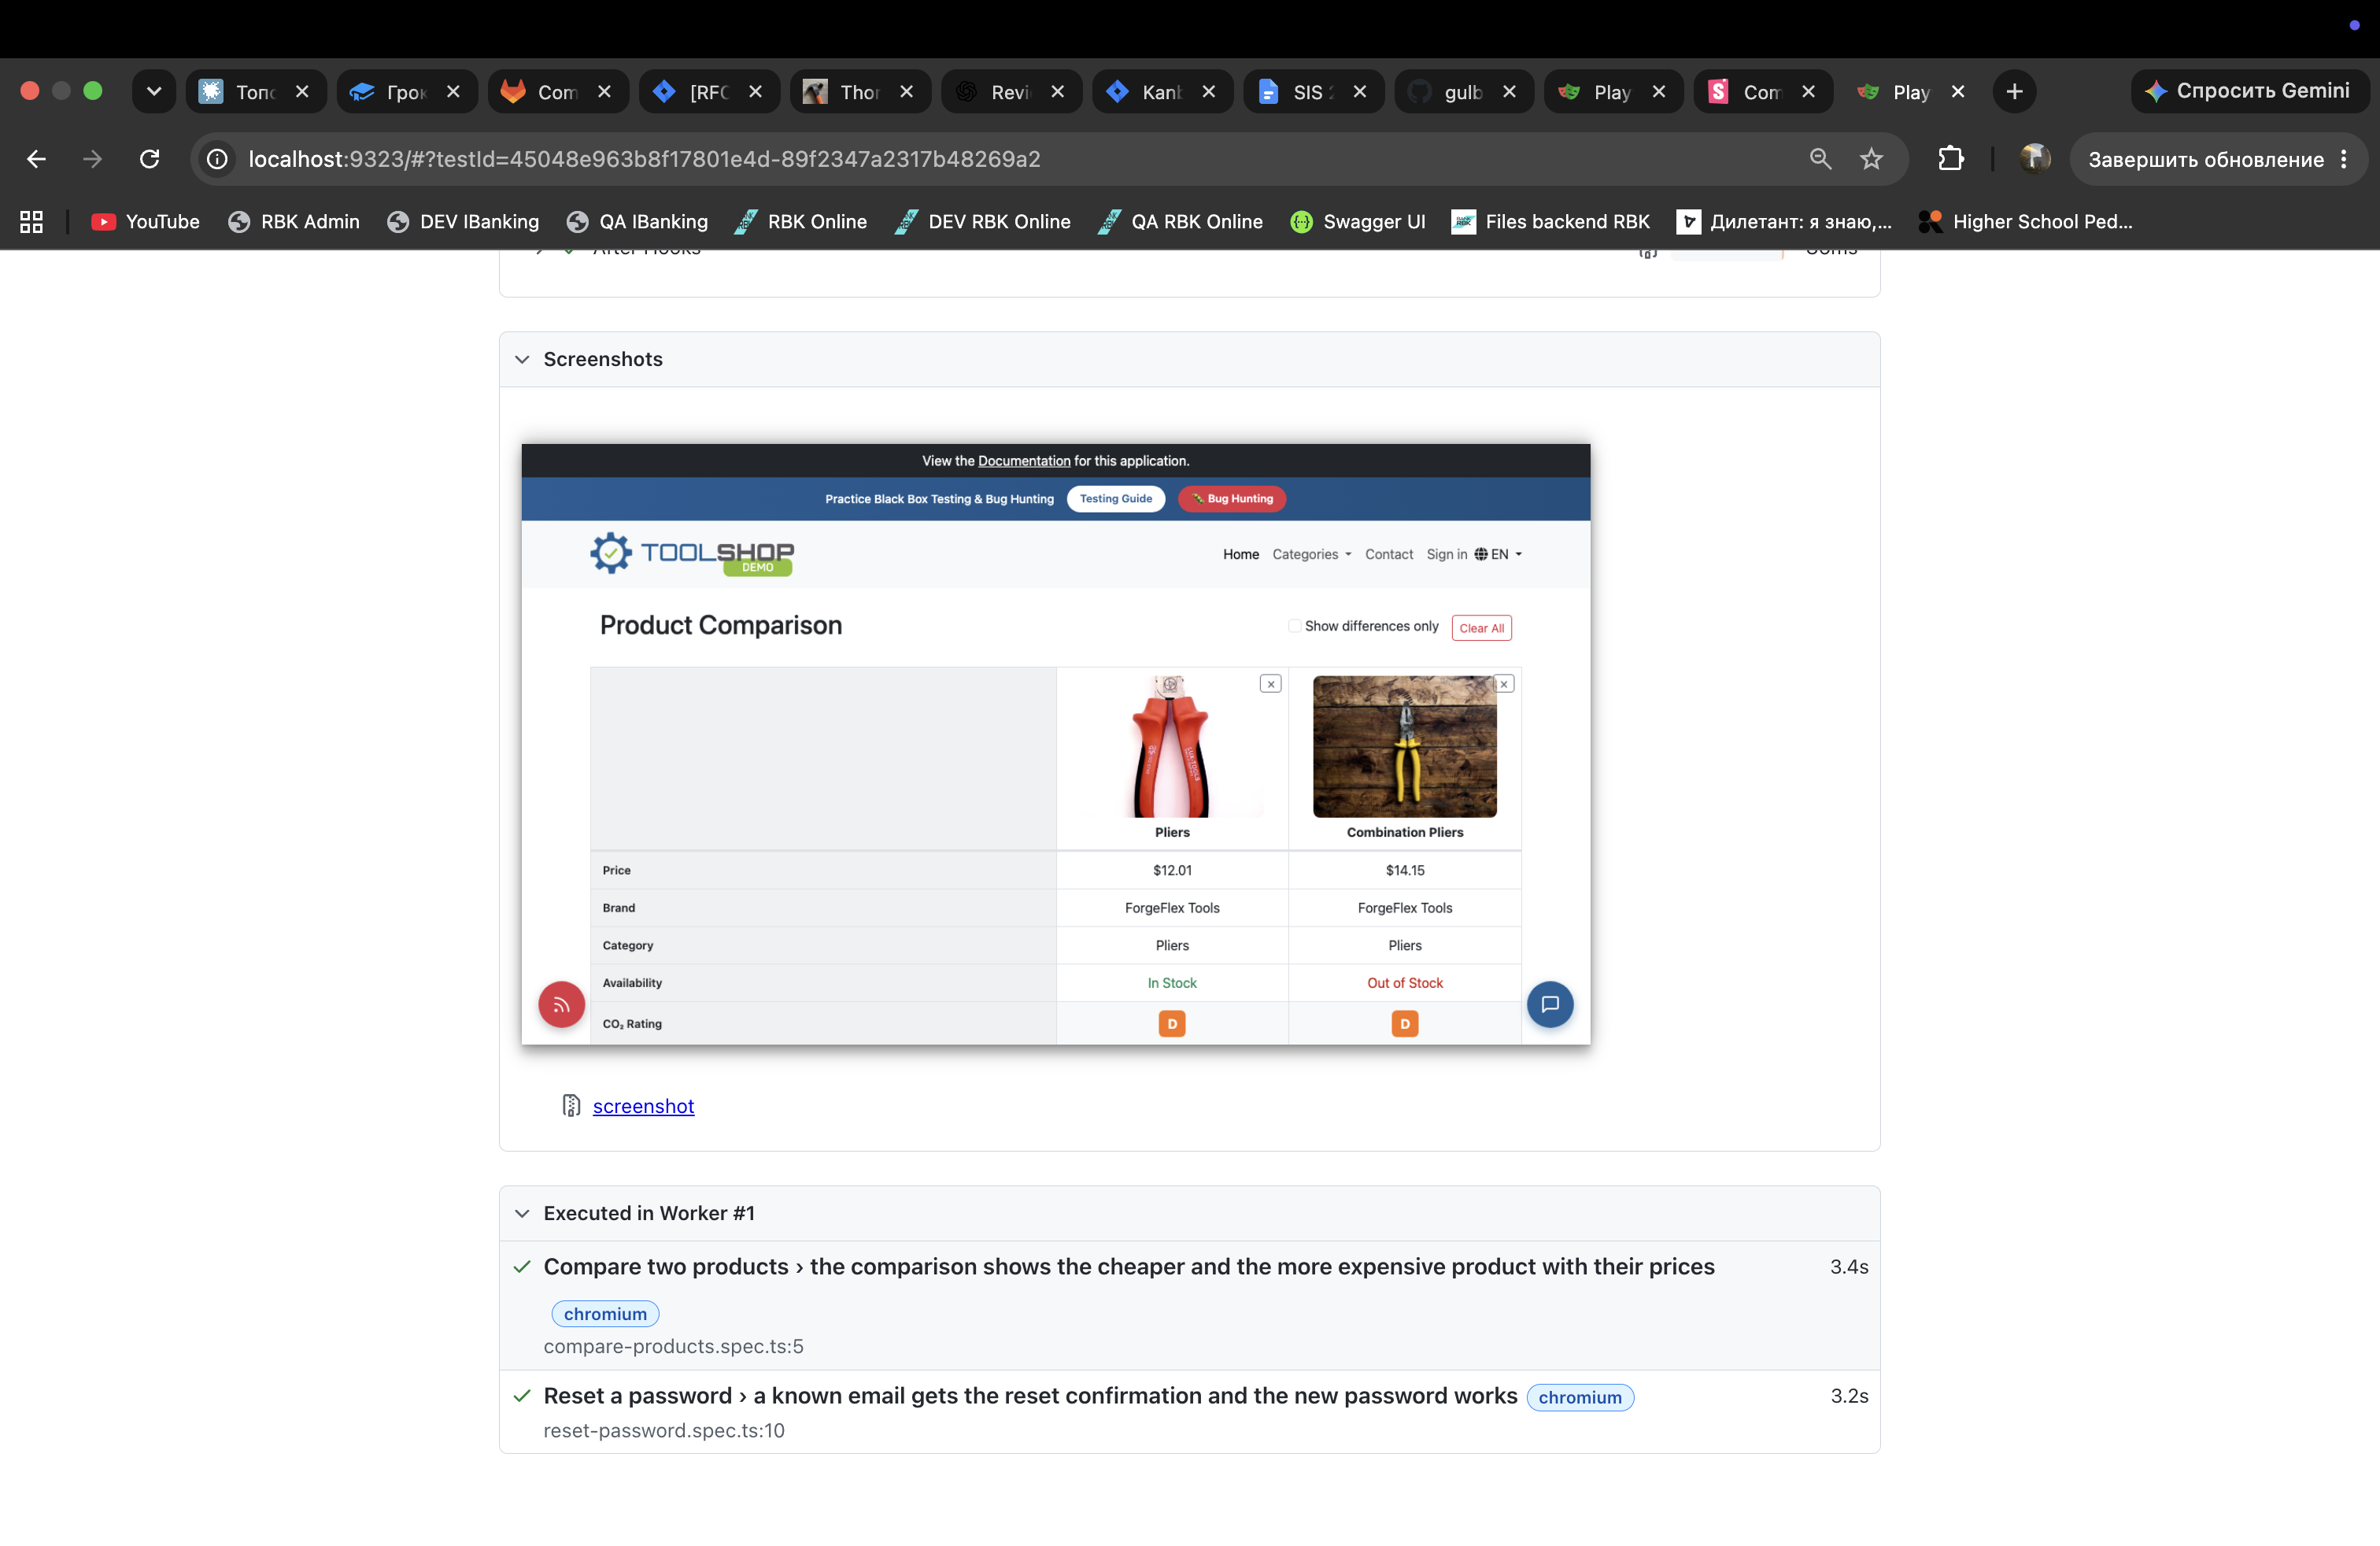 Топс
Грок
Com
[RFC
Thor
Revi
Kanb
SIS 2
gulb
Play
Com
Play
Спросить Gemini
localhost:9323/#?testId=45048e963b8f17801e4d-89f2347a2317b48269a2
Завершить обновление
YouTube
RBK Admin
DEV IBanking
QA IBanking
RBK Online
DEV RBK Online
QA RBK Online
Swagger UI
Files backend RBK
Дилетант: я знаю,...
Higher School Ped...
After Hooks
Screenshots
View the Documentation for this application.
Practice Black Box Testing & Bug Hunting
Testing Guide
Bug Hunting
TOOLSHOP
DEMO
Home
Categories
Contact
Sign in
EN
Product Comparison
Show differences only
Clear All
Pliers
Combination Pliers
Price
$12.01
$14.15
Brand
ForgeFlex Tools
ForgeFlex Tools
Category
Pliers
Pliers
Availability
In Stock
Out of Stock
CO₂ Rating
D
D
screenshot
Executed in Worker #1
Compare two products › the comparison shows the cheaper and the more expensive product with their prices
3.4s
chromium
compare-products.spec.ts:5
Reset a password › a known email gets the reset confirmation and the new password works
chromium
3.2s
reset-password.spec.ts:10